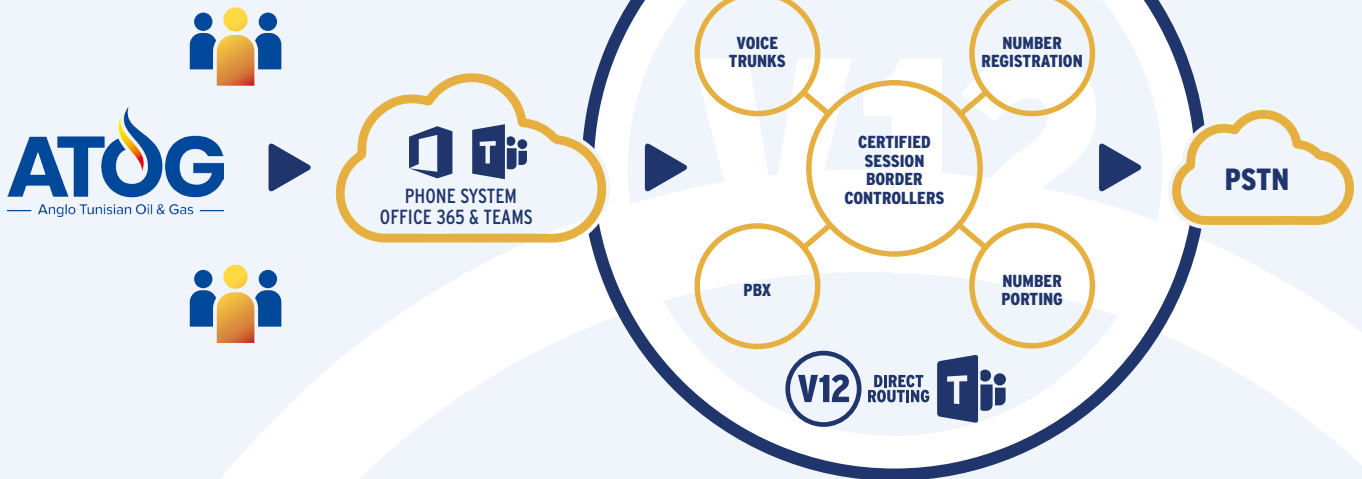 ATOG
Anglo Tunisian Oil & Gas
PHONE SYSTEM
OFFICE 365 & TEAMS
V12
VOICE
TRUNKS
NUMBER
REGISTRATION
CERTIFIED
SESSION
BORDER
CONTROLLERS
PBX
NUMBER
PORTING
V12
DIRECT
ROUTING
T
PSTN
T